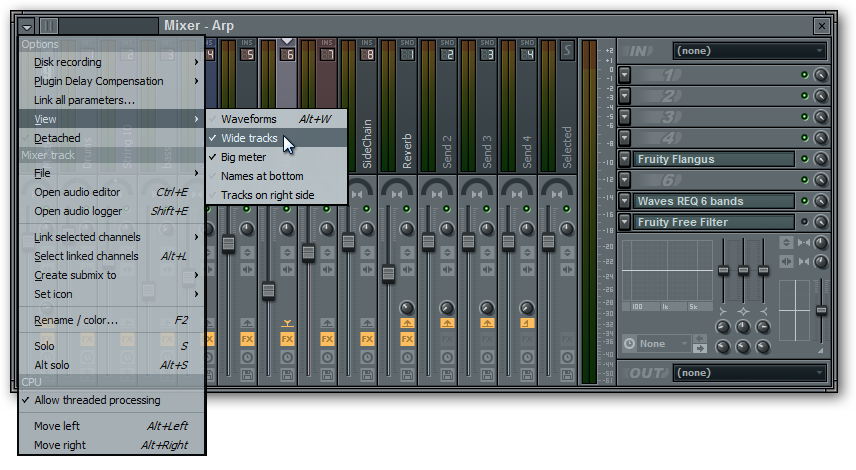 Mixer - Arp
Options
Disk recording
Plugin Delay Compensation
Link all parameters...
View
Detached
Mixer track
File
Open audio editor Ctrl+E
Open audio logger Shift+E
Link selected channels
Select linked channels Alt+L
Create submix to
Set icon
Rename / color... F2
Solo S
Alt solo Alt+S
CPU
Allow threaded processing
Move left Alt+Left
Move right Alt+Right
Waveforms Alt+W
Wide tracks
Big meter
Names at bottom
Tracks on right side
INS INS INS INS SND SND SND SND
4 5 6 7 8 1 2 3 4 S
SideChain
Reverb
Send 2
Send 3
Send 4
Selected
FX FX FX FX FX FX
IN (none)
1
2
3
4
Fruity Flangus
6
Waves REQ 6 bands
Fruity Free Filter
100 1k 5k
None
OUT (none)